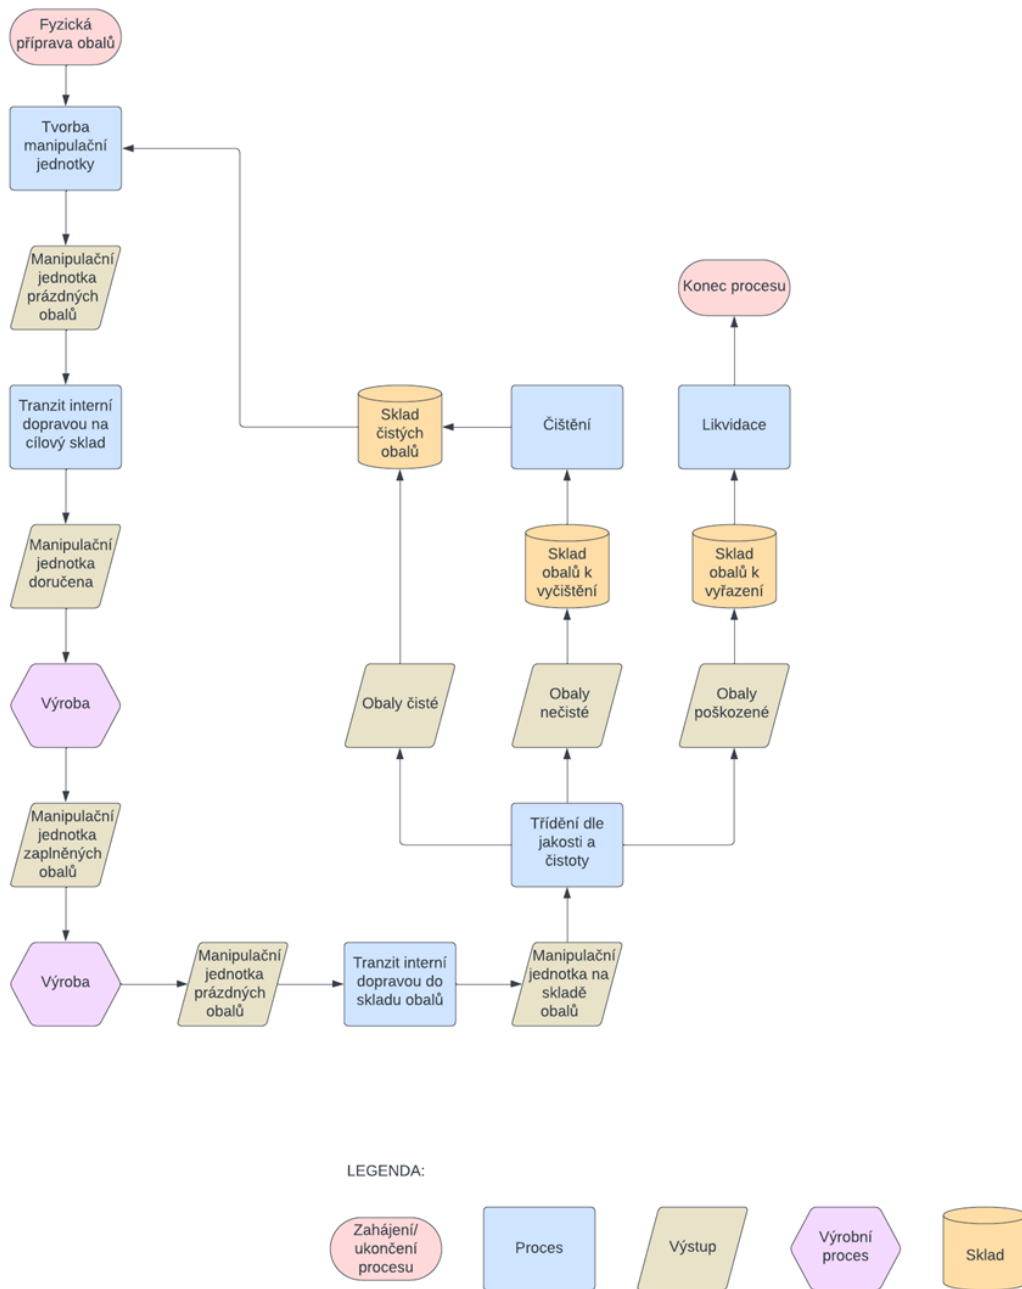 Fyzická
příprava obalů
Tvorba
manipulační
jednotky
Manipulační
jednotka
prázdných
obalů
Konec procesu
Tranzit interní
dopravou na
cílový sklad
Sklad
čistých
obalů
Čištění
Likvidace
Manipulační
jednotka
doručena
Sklad
obalů k
vyčištění
Sklad
obalů k
vyřazení
Výroba
Obaly čisté
Obaly
nečisté
Obaly
poškozené
Manipulační
jednotka
zaplněných
obalů
Třídění dle
jakosti a
čistoty
Výroba
Manipulační
jednotka
prázdných
obalů
Tranzit interní
dopravou do
skladu obalů
Manipulační
jednotka na
skladě
obalů
LEGENDA:
Zahájení/
ukončení
procesu
Proces
Výstup
Výrobní
proces
Sklad